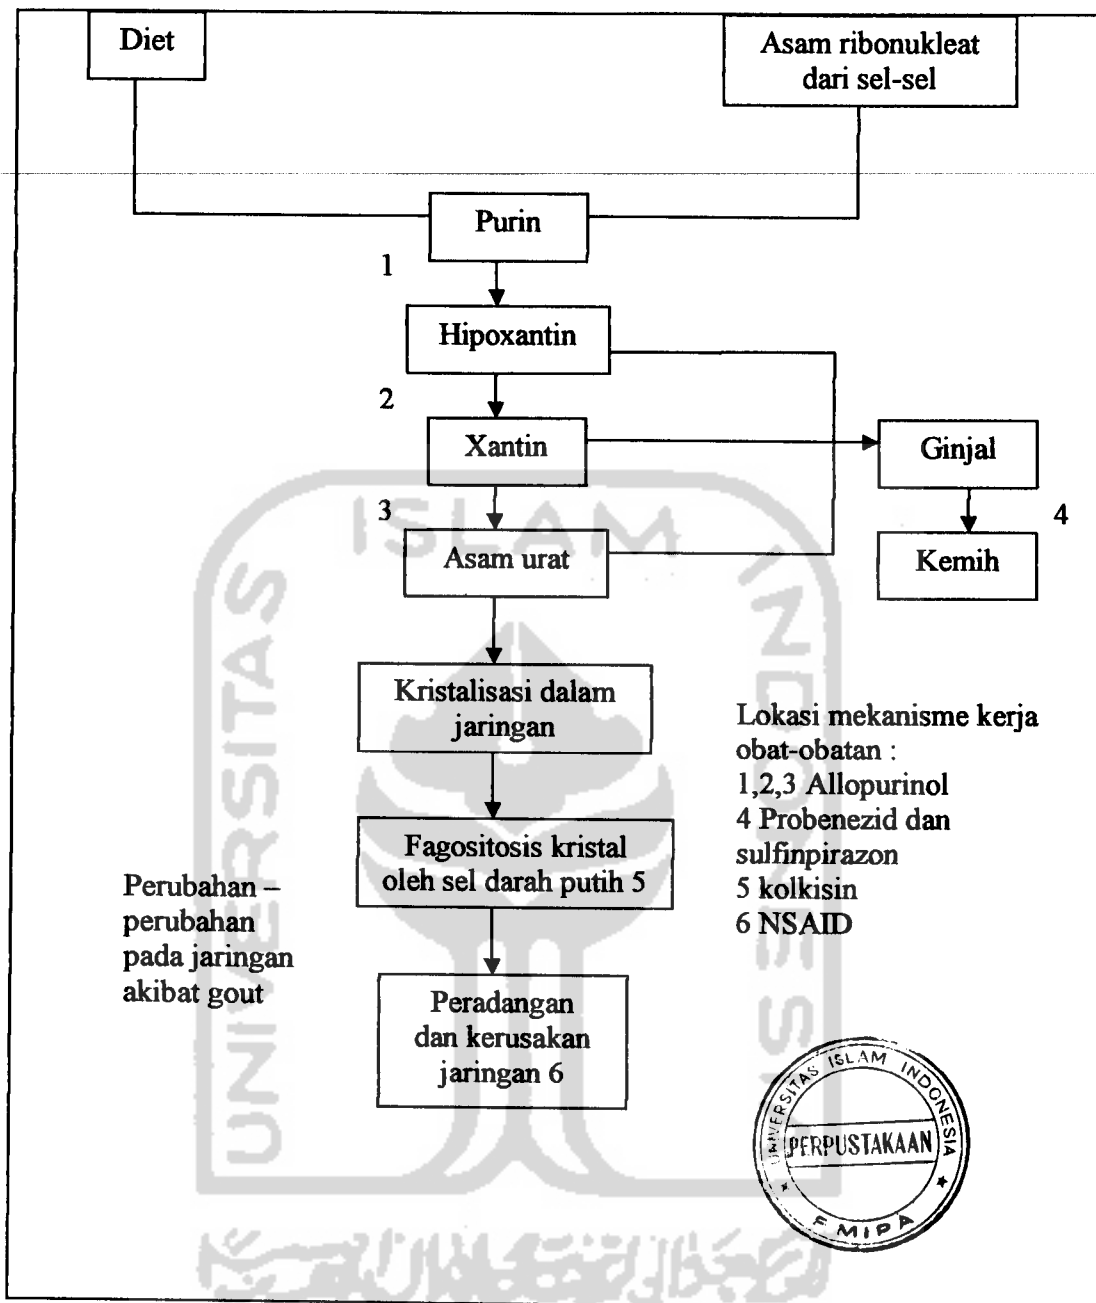 Diet
Asam ribonukleat
dari sel-sel
Purin
1
Hipoxantin
2
Xantin
Ginjal
3
4
Asam urat
Kemih
Kristalisasi dalam
jaringan
Lokasi mekanisme kerja
obat-obatan :
1,2,3 Allopurinol
4 Probenezid dan
sulfinpirazon
5 kolkisin
6 NSAID
Fagositosis kristal
oleh sel darah putih 5
Perubahan –
perubahan
pada jaringan
akibat gout
Peradangan
dan kerusakan
jaringan 6
UNIVERSITAS
ISLAM
INDONESIA
UNIVERSITAS ISLAM INDONESIA
PERPUSTAKAAN
FMIPA